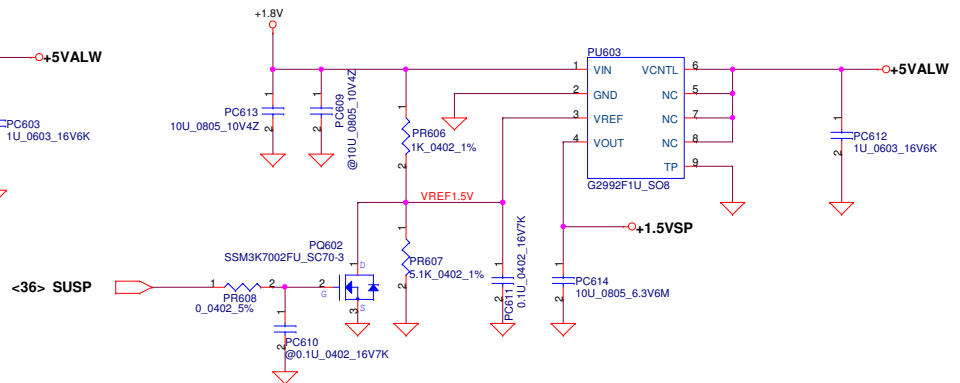 +1.8V
+5VALW
PC603
1U_0603_16V6K
1
2
PC613
10U_0805_10V4Z
1
2
PC609
@10U_0805_10V4Z
1
2
PR606
1K_0402_1%
PU603
1 VIN VCNTL 6
2 GND NC 5
3 VREF NC 7
4 VOUT NC 8
TP 9
G2992F1U_SO8
+5VALW
1
2
PC612
1U_0603_16V6K
VREF1.5V
+1.5VSP
PQ602
SSM3K7002FU_SC70-3
1
D
2
G
S
3
1
2
PR607
5.1K_0402_1%
1
2
PC611
0.1U_0402_16V7K
1
2
PC614
10U_0805_6.3V6M
<36> SUSP
1 2
PR608
0_0402_5%
1
2
PC610
@0.1U_0402_16V7K